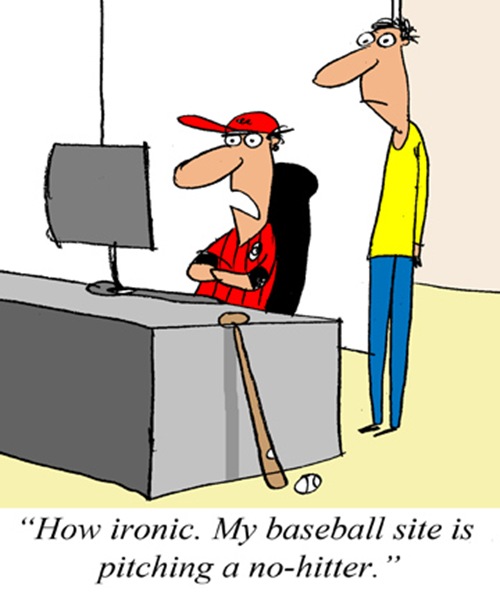 “How ironic. My baseball site is
pitching a no-hitter.”